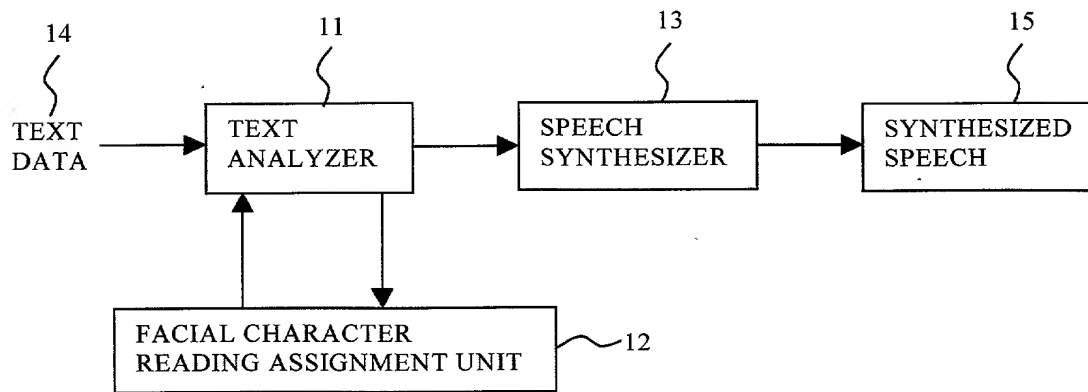 14
11
13
15
TEXT
DATA
TEXT
ANALYZER
SPEECH
SYNTHESIZER
SYNTHESIZED
SPEECH
FACIAL CHARACTER
READING ASSIGNMENT UNIT
12